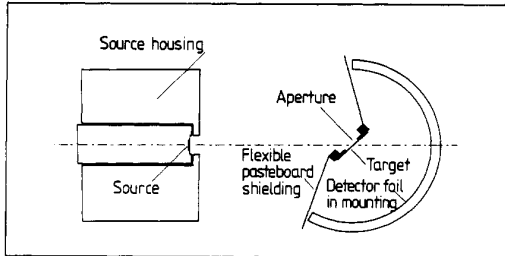 Source housing
Aperture
Source
Flexible
pasteboard
shielding
Target
Detector foil
in mounting